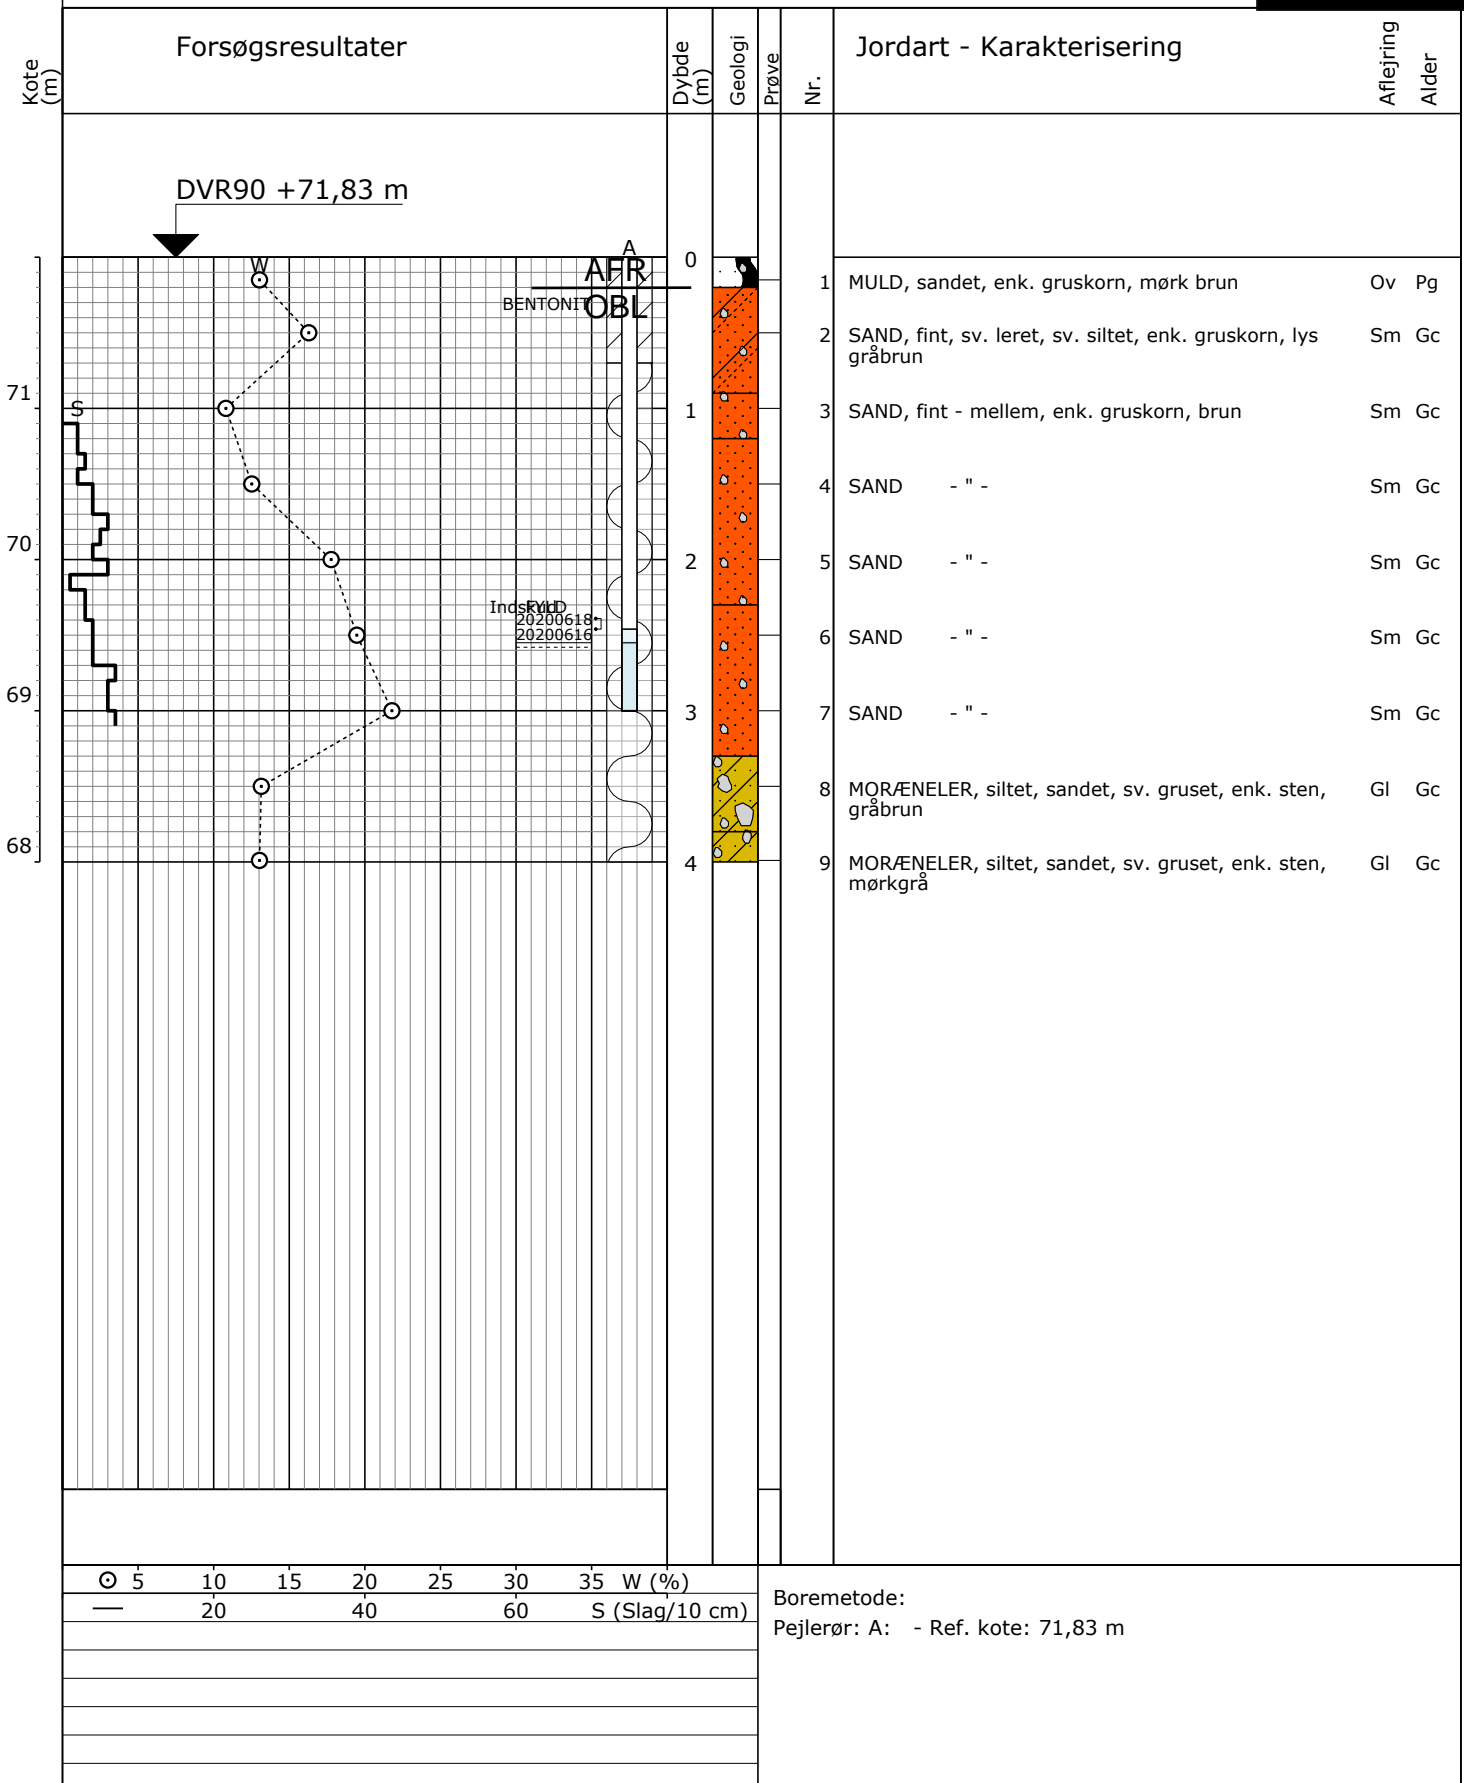 Kote (m)
Forsøgsresultater
Dybde (m)
Geologi
Prøve
Nr.
Jordart - Karakterisering
Aflejring
Alder
DVR90 +71,83 m
A
W
AFR
0
BENTONIT
OBL
1 MULD, sandet, enk. gruskorn, mørk brun Ov Pg
2 SAND, fint, sv. leret, sv. siltet, enk. gruskorn, lys Sm Gc
gråbrun
71
S
1
3 SAND, fint - mellem, enk. gruskorn, brun Sm Gc
4 SAND - " - Sm Gc
70
2
5 SAND - " - Sm Gc
Indskud
FYLD
20200618
20200616
6 SAND - " - Sm Gc
69
3
7 SAND - " - Sm Gc
8 MORÆNELER, siltet, sandet, sv. gruset, enk. sten, Gl Gc
gråbrun
68
4
9 MORÆNELER, siltet, sandet, sv. gruset, enk. sten, Gl Gc
mørkgrå
5 10 15 20 25 30 35 W (%)
20 40 60 S (Slag/10 cm)
Boremetode:
Pejlerør: A: - Ref. kote: 71,83 m